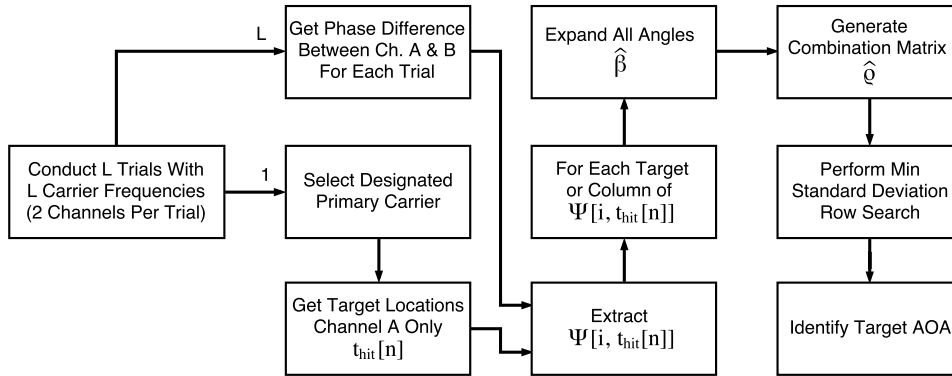 Conduct L Trials With
L Carrier Frequencies
(2 Channels Per Trial)
L
1
Get Phase Difference
Between Ch. A & B
For Each Trial
Select Designated
Primary Carrier
Get Target Locations
Channel A Only
t_hit[n]
Extract
Ψ[i, t_hit[n]]
For Each Target
or Column of
Ψ[i, t_hit[n]]
Expand All Angles
β̂
Generate
Combination Matrix
ϱ̂
Perform Min
Standard Deviation
Row Search
Identify Target AOA